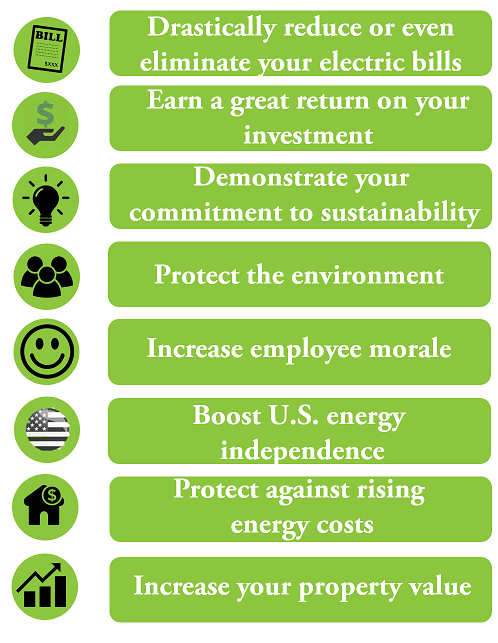 BILL
$XXX
Drastically reduce or even
eliminate your electric bills
$
Earn a great return on your
investment
Demonstrate your
commitment to sustainability
Protect the environment
Increase employee morale
Boost U.S. energy
independence
$
Protect against rising
energy costs
Increase your property value